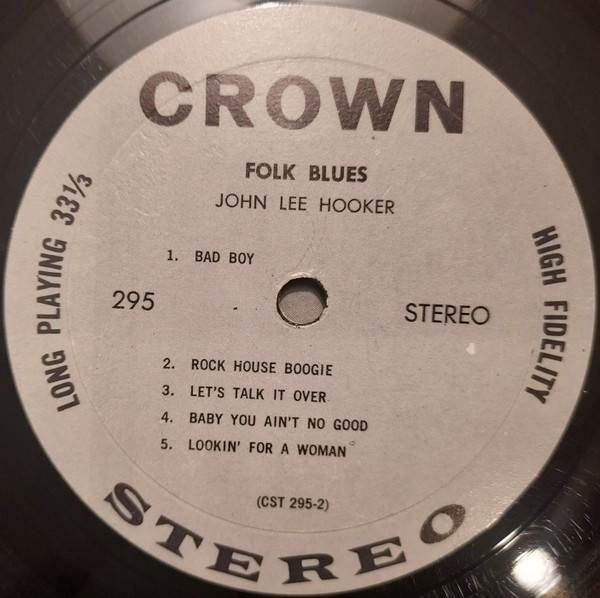 CROWN
FOLK BLUES
JOHN LEE HOOKER
LONG PLAYING 33⅓
HIGH FIDELITY
1. BAD BOY
295
STEREO
2. ROCK HOUSE BOOGIE
3. LET'S TALK IT OVER
4. BABY YOU AIN'T NO GOOD
5. LOOKIN' FOR A WOMAN
(CST 295-2)
STEREO